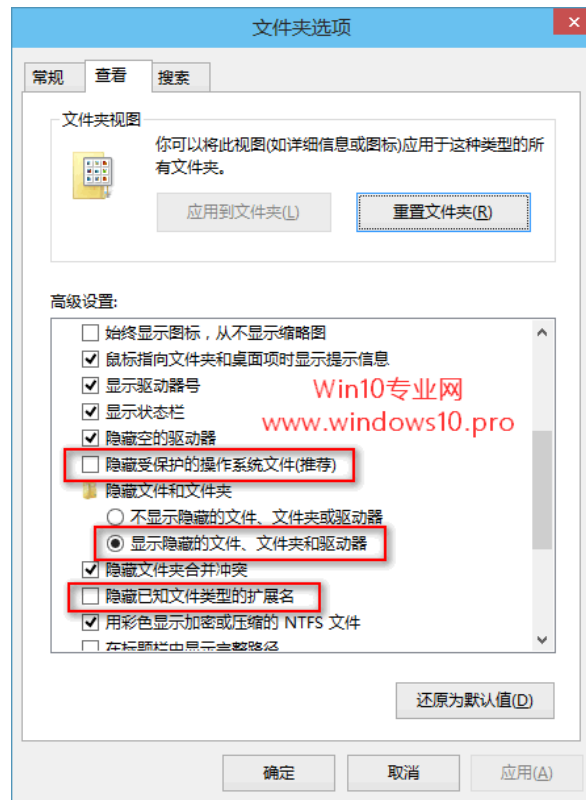 文件夹选项
常规 查看 搜索
文件夹视图
你可以将此视图(如详细信息或图标)应用于这种类型的所
有文件夹。
应用到文件夹(L) 重置文件夹(R)
高级设置:
始终显示图标，从不显示缩略图
鼠标指向文件夹和桌面项时显示提示信息
显示驱动器号
显示状态栏
隐藏空的驱动器
隐藏受保护的操作系统文件(推荐)
隐藏文件和文件夹
不显示隐藏的文件、文件夹或驱动器
显示隐藏的文件、文件夹和驱动器
隐藏文件夹合并冲突
隐藏已知文件类型的扩展名
用彩色显示加密或压缩的 NTFS 文件
在标题栏中显示完整路径
Win10专业网
www.windows10.pro
还原为默认值(D)
确定 取消 应用(A)